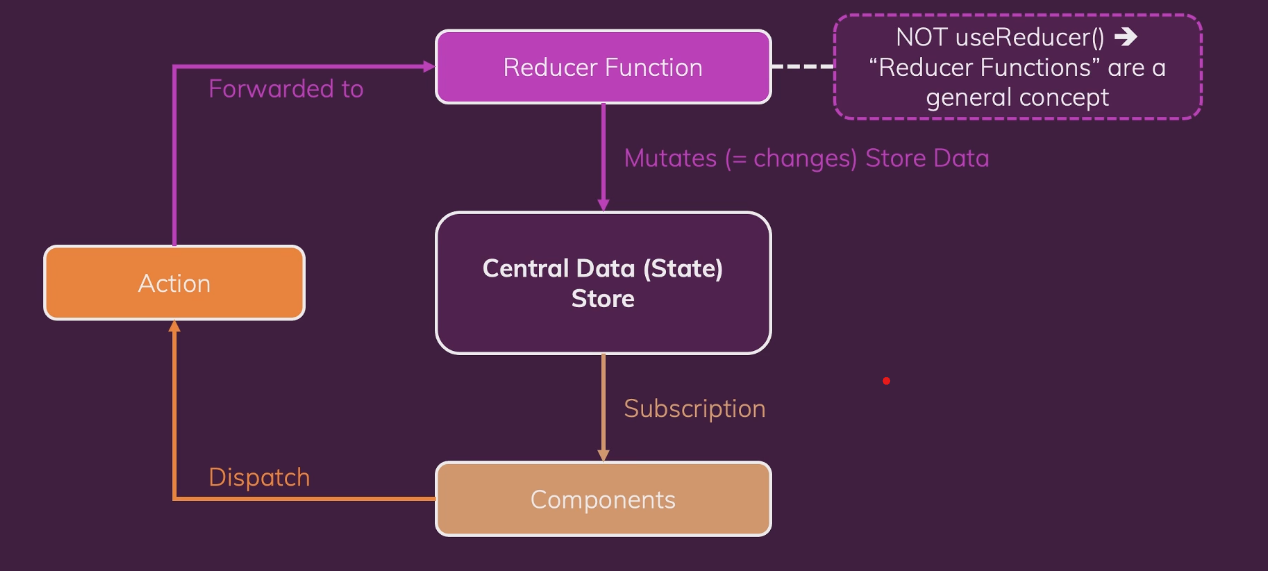 Reducer Function
NOT useReducer() ➔
“Reducer Functions” are a
general concept
Forwarded to
Mutates (= changes) Store Data
Action
Central Data (State)
Store
Subscription
Dispatch
Components